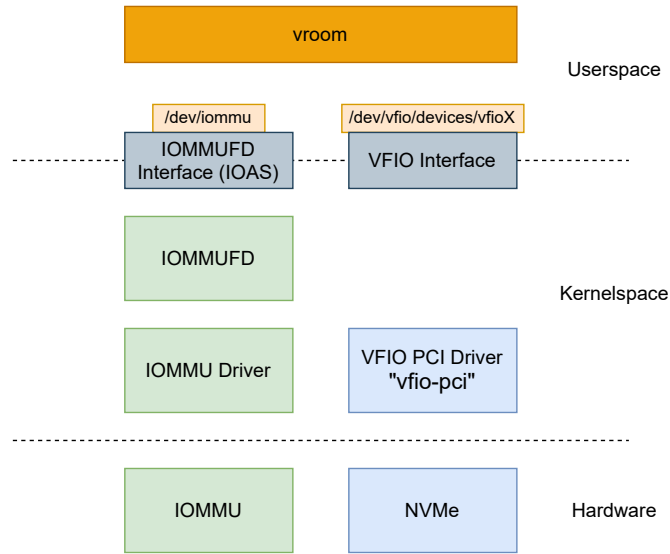 vroom
Userspace
/dev/iommu
/dev/vfio/devices/vfioX
IOMMUFD
Interface (IOAS)
VFIO Interface
IOMMUFD
Kernelspace
IOMMU Driver
VFIO PCI Driver
"vfio-pci"
IOMMU
NVMe
Hardware